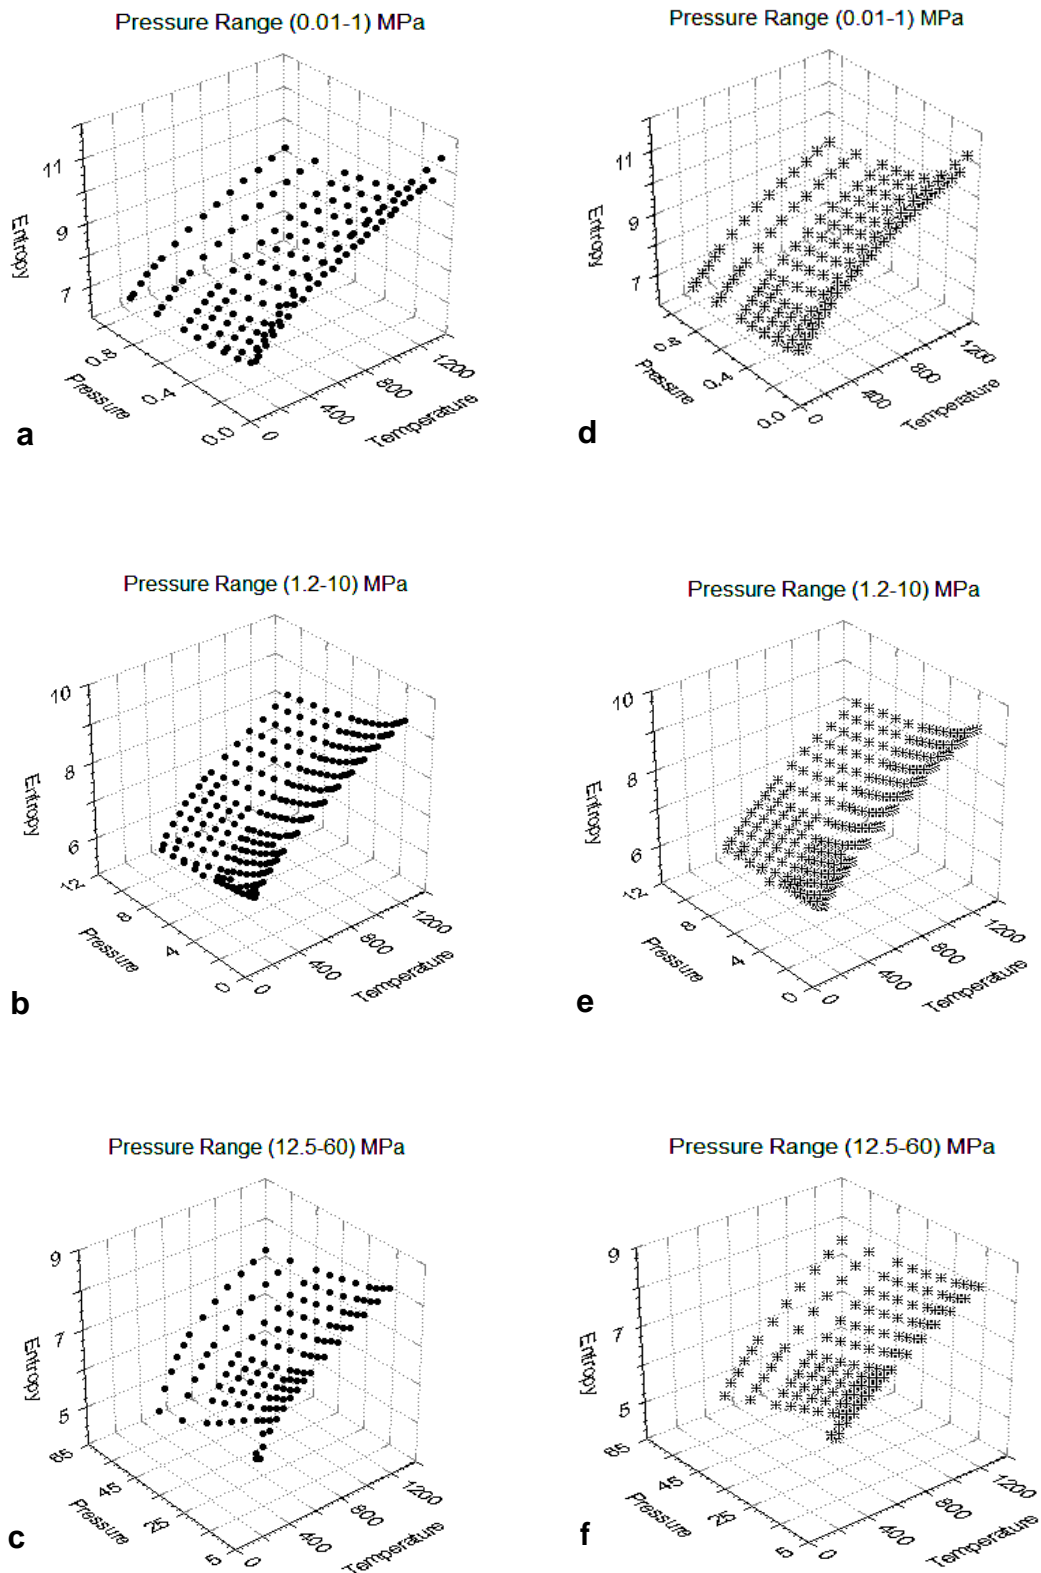 Pressure Range (0.01-1) MPa
11
9
7
Entropy
0.8
0.4
0.0
Pressure
0
400
800
1200
Temperature
a
Pressure Range (0.01-1) MPa
11
9
7
Entropy
0.8
0.4
0.0
Pressure
0
400
800
1200
Temperature
d
Pressure Range (1.2-10) MPa
10
8
6
Entropy
12
8
4
0
Pressure
0
400
800
1200
Temperature
b
Pressure Range (1.2-10) MPa
10
8
6
Entropy
12
8
4
0
Pressure
0
400
800
1200
Temperature
e
Pressure Range (12.5-60) MPa
9
7
5
Entropy
65
45
25
5
Pressure
0
400
800
1200
Temperature
c
Pressure Range (12.5-60) MPa
9
7
5
Entropy
65
45
25
5
Pressure
0
400
800
1200
Temperature
f